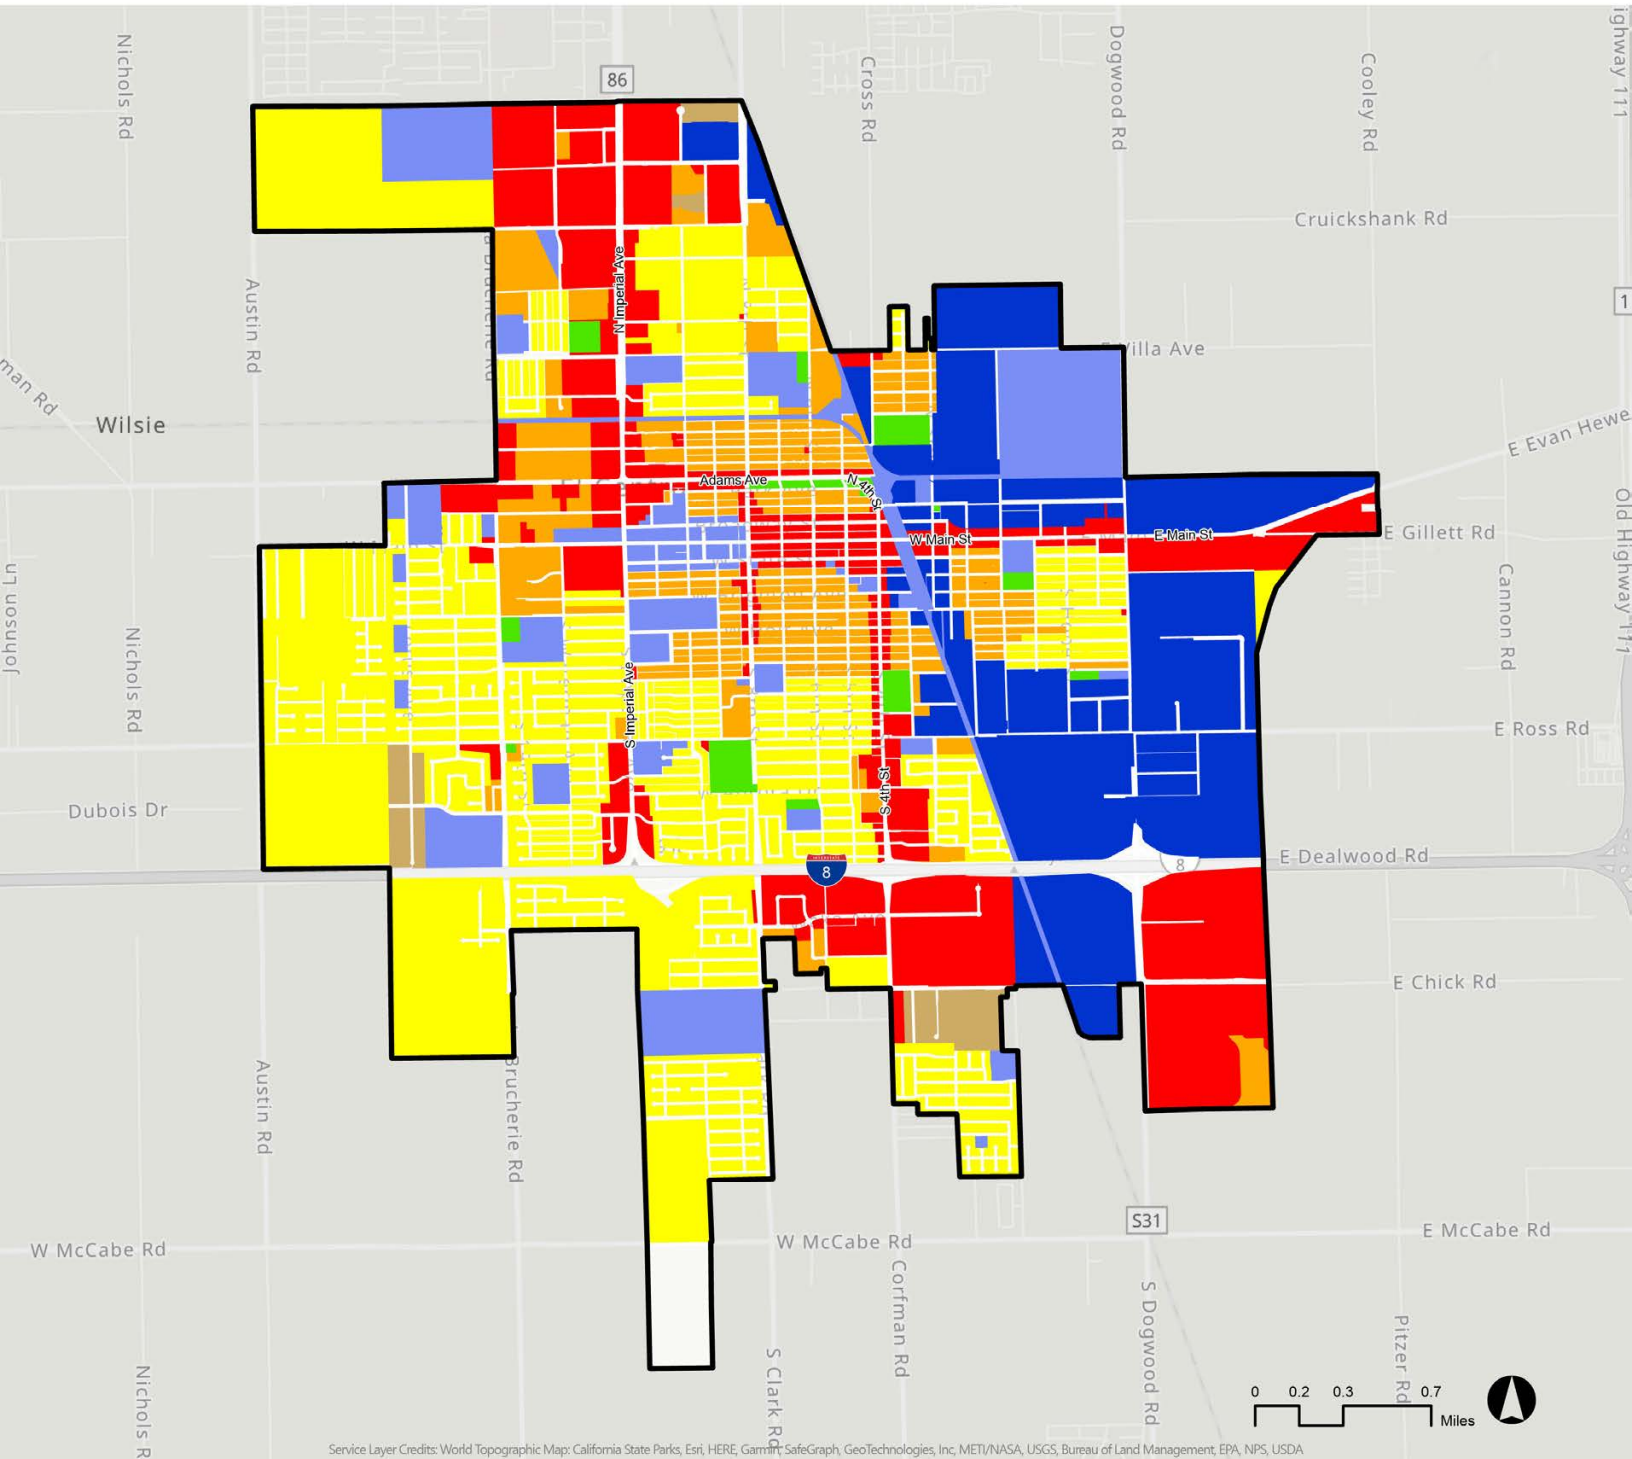 86
Nichols Rd
Cross Rd
Dogwood Rd
Cooley Rd
ighway 111
Cruickshank Rd
Austin Rd
N Imperial Ave
1
Villa Ave
man Rd
Wilsie
E Evan Hewe
Adams Ave
N 4th St
W Main St
E Main St
E Gillett Rd
Old Highway 111
Johnson Ln
Nichols Rd
Cannon Rd
S Imperial Ave
E Ross Rd
S 4th St
Dubois Dr
INTERSTATE
8
8
E Dealwood Rd
E Chick Rd
Austin Rd
Brucherie Rd
S31
W McCabe Rd
W McCabe Rd
E McCabe Rd
Corfman Rd
S Dogwood Rd
Pitzer Rd
S Clark Rd
Nichols R
0 0.2 0.3 0.7
Miles
Service Layer Credits: World Topographic Map: California State Parks, Esri, HERE, Garmin, SafeGraph, GeoTechnologies, Inc, METI/NASA, USGS, Bureau of Land Management, EPA, NPS, USDA